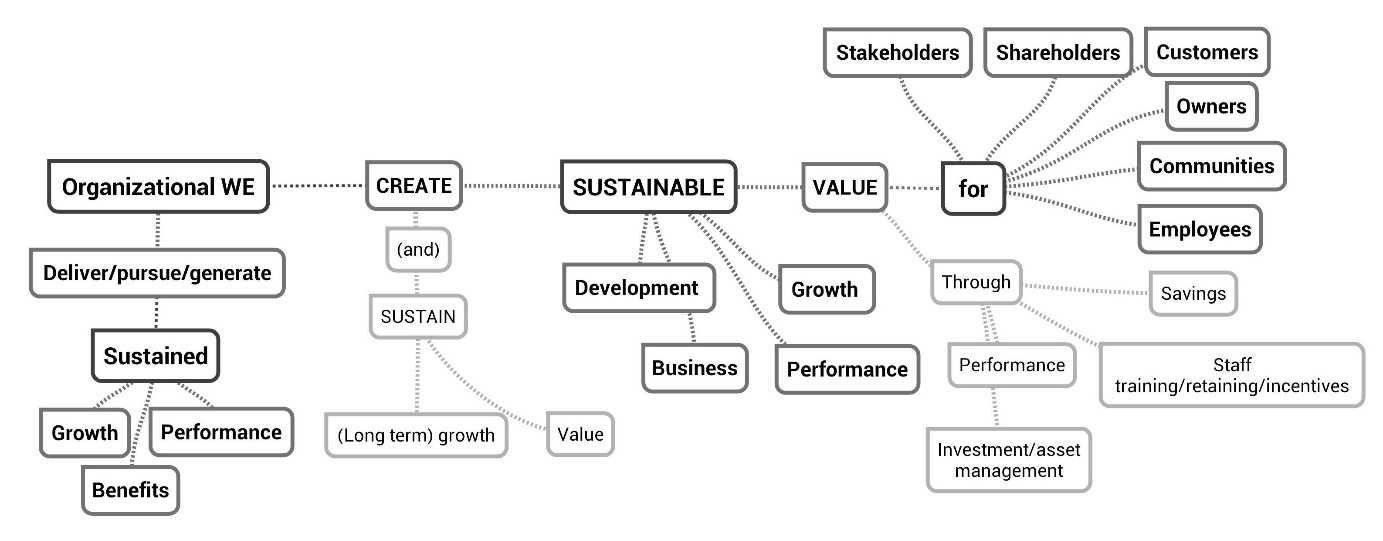 Stakeholders
Shareholders
Customers
Owners
Communities
Employees
Organizational WE
CREATE
SUSTAINABLE
VALUE
for
Deliver/pursue/generate
Sustained
Growth
Performance
Benefits
(and)
SUSTAIN
(Long term) growth
Value
Development
Business
Growth
Performance
Through
Savings
Performance
Staff
training/retaining/incentives
Investment/asset
management